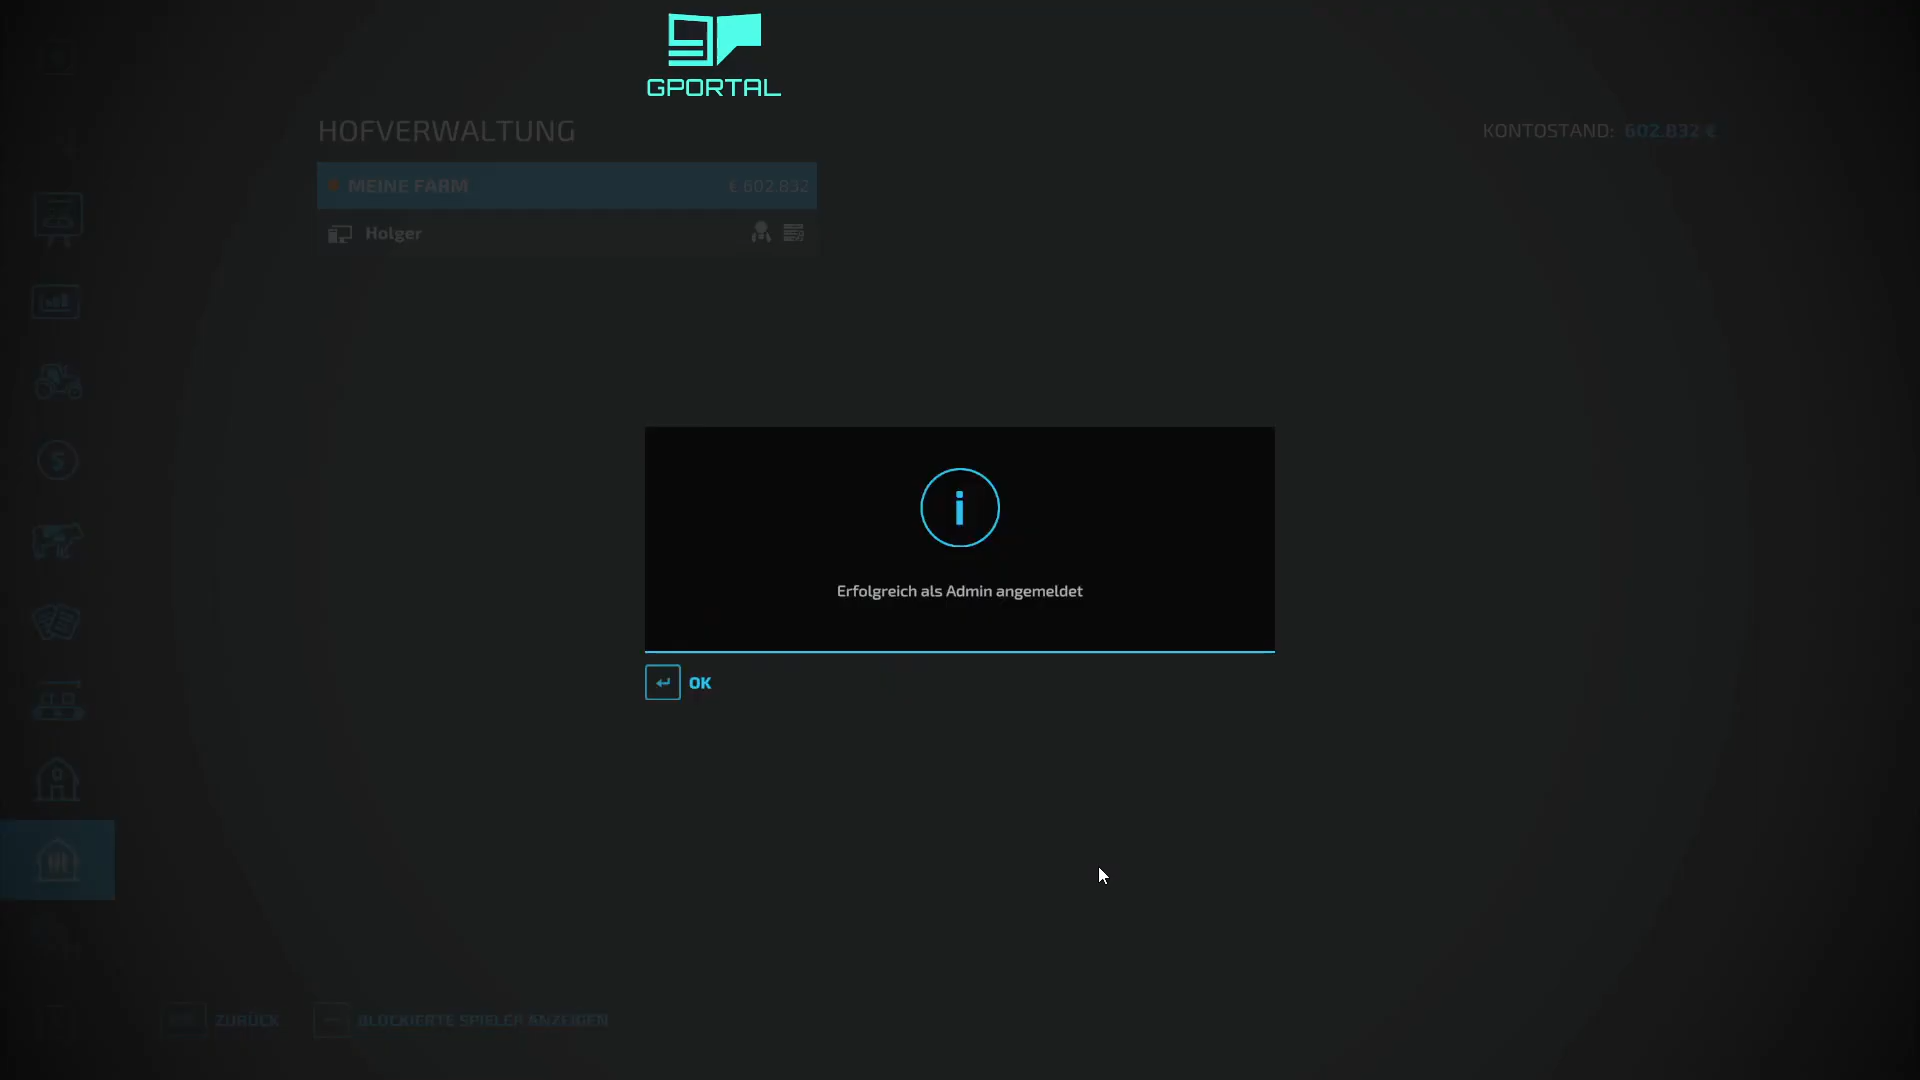 GPORTAL
HOFVERWALTUNG
KONTOSTAND: 602.832 €
MEINE FARM € 602.832
Holger
Erfolgreich als Admin angemeldet
OK
ZURÜCK BLOCKIERTE SPIELER ANZEIGEN